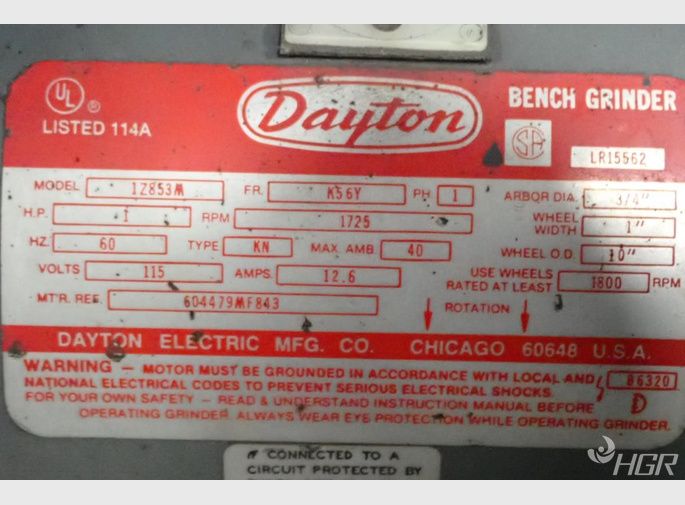 UL ®
LISTED 114A
Dayton
BENCH GRINDER
LR15562
MODEL 1Z853M FR. K56Y PH 1 ARBOR DIA. 3/4"
H.P. 1 RPM 1725 WHEEL WIDTH 1"
HZ. 60 TYPE KN MAX. AMB 40 WHEEL O.D. 10"
VOLTS 115 AMPS. 12.6 USE WHEELS RATED AT LEAST 1800 RPM
MT'R. REF. 604479MF843 ROTATION
DAYTON ELECTRIC MFG. CO. CHICAGO 60648 U.S.A.
WARNING — MOTOR MUST BE GROUNDED IN ACCORDANCE WITH LOCAL AND
NATIONAL ELECTRICAL CODES TO PREVENT SERIOUS ELECTRICAL SHOCKS. 86320
FOR YOUR OWN SAFETY - READ & UNDERSTAND INSTRUCTION MANUAL BEFORE D
OPERATING GRINDER. ALWAYS WEAR EYE PROTECTION WHILE OPERATING GRINDER.
IF CONNECTED TO A
CIRCUIT PROTECTED BY
HGR